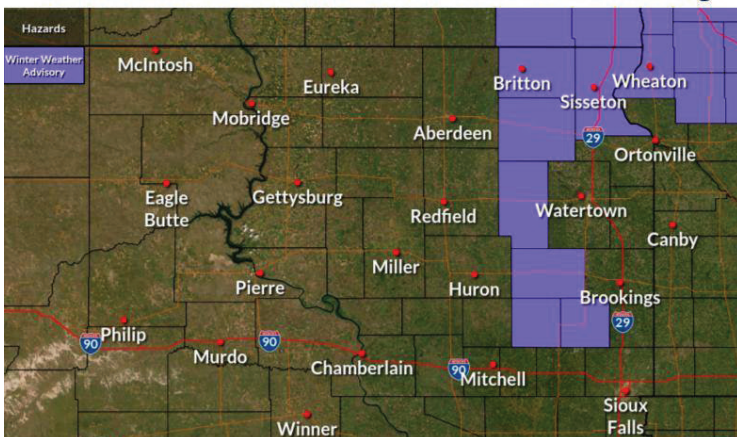 Hazards
Winter Weather
Advisory
McIntosh
Eureka
Britton
Wheaton
Sisseton
Mobridge
Aberdeen
29
Ortonville
Eagle
Butte
Gettysburg
Redfield
Watertown
Canby
Miller
Pierre
Huron
Brookings
29
Philip
90
90
Murdo
Chamberlain
90
Mitchell
Sioux
Falls
Winner